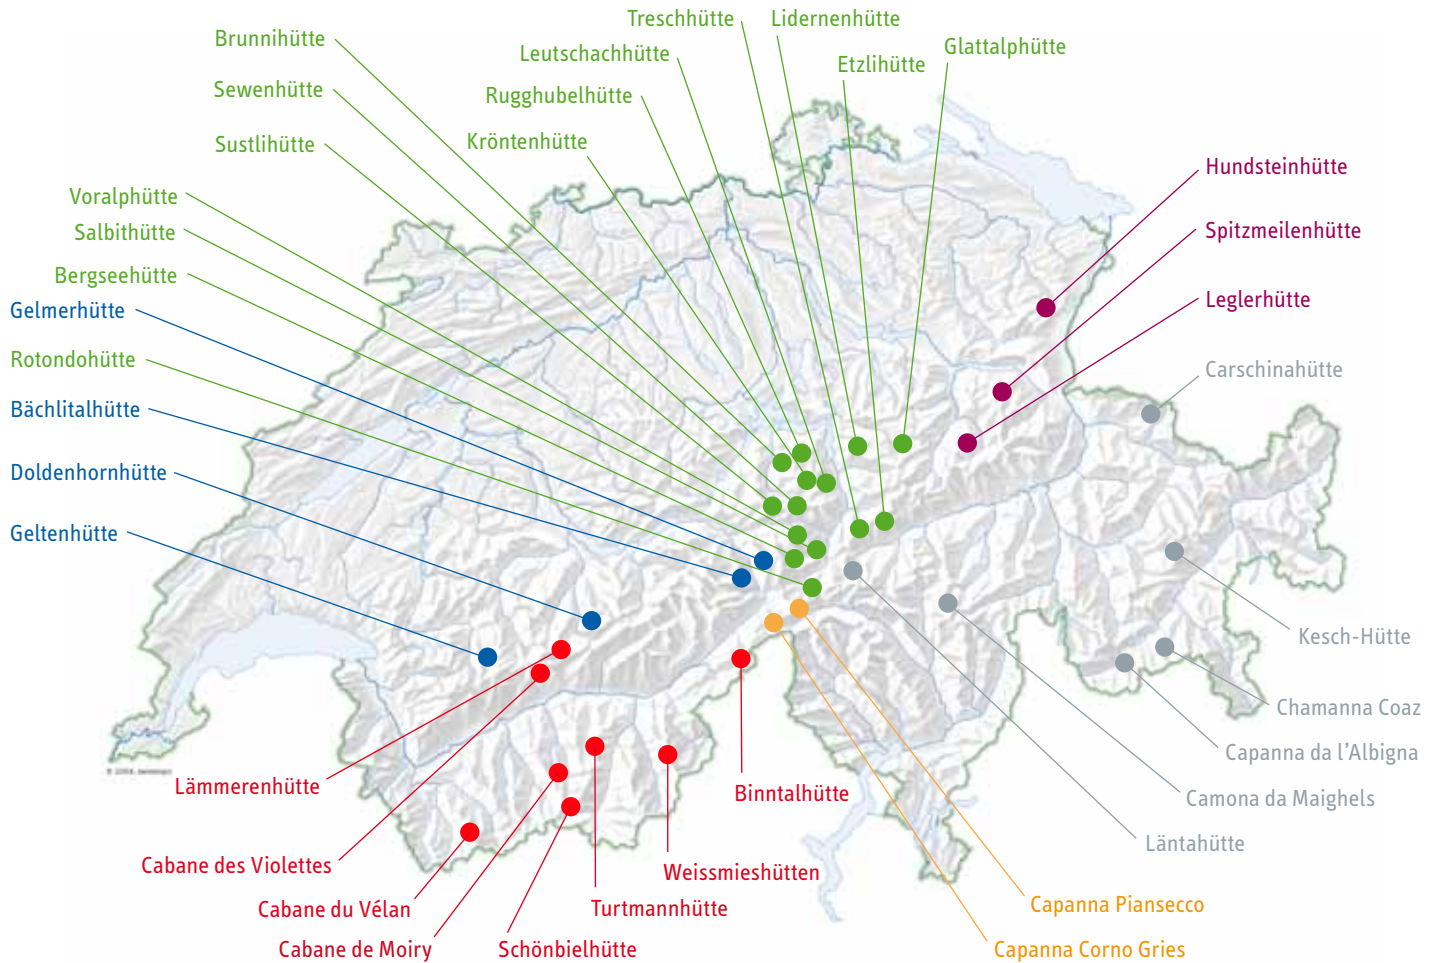 Treschhütte
Lidernenhütte
Brunnihütte
Leutschachhütte
Glattalphütte
Etzlihütte
Sewenhütte
Rugghubelhütte
Kröntenhütte
Sustlihütte
Hundsteinhütte
Voralphütte
Salbithütte
Spitzmeilenhütte
Bergseehütte
Leglerhütte
Gelmerhütte
Rotondohütte
Carschinahütte
Bächlitalhütte
Doldenhornhütte
Geltenhütte
Kesch-Hütte
Chamanna Coaz
Capanna da l'Albigna
Lämmerenhütte
Binntalhütte
Camona da Maighels
Läntahütte
Cabane des Violettes
Weissmieshütten
Capanna Piansecco
Cabane du Vélan
Turtmannhütte
Cabane de Moiry
Schönbielhütte
Capanna Corno Gries